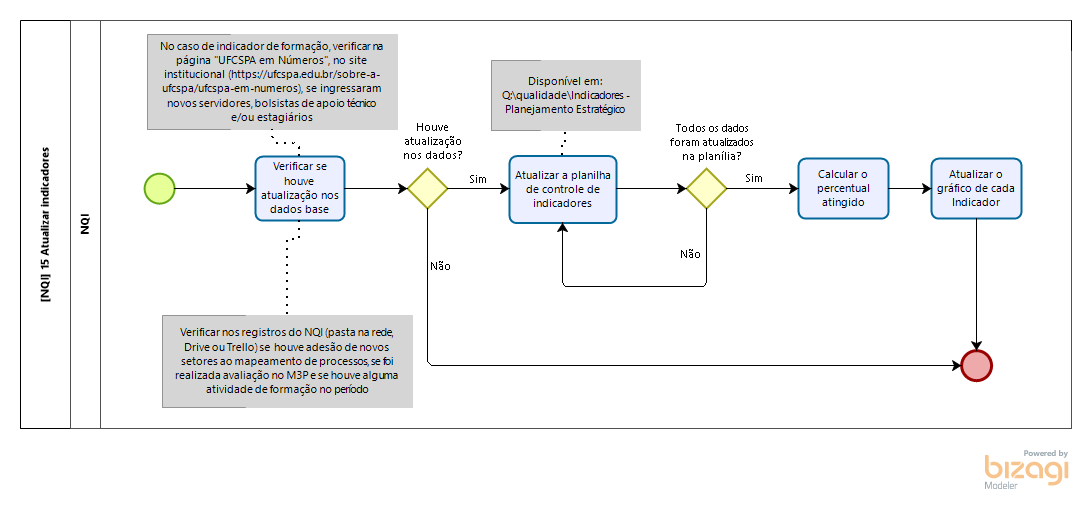 [NQI] 15 Atualizar indicadores
NQI
No caso de indicador de formação, verificar na
página "UFCSPA em Números", no site
institucional (https://ufcspa.edu.br/sobre-a-
ufcspa/ufcspa-em-numeros), se ingressaram
novos servidores, bolsistas de apoio técnico
e/ou estagiários
Verificar se
houve
atualização nos
dados base
Verificar nos registros do NQI (pasta na rede,
Drive ou Trello) se houve adesão de novos
setores ao mapeamento de processos, se foi
realizada avaliação no M3P e se houve alguma
atividade de formação no período
Houve
atualização
nos dados?
Sim
Não
Disponível em:
Q:\qualidade\Indicadores -
Planejamento Estratégico
Atualizar a planilha
de controle de
indicadores
Todos os dados
foram atualizados
na planília?
Sim
Não
Calcular o
percentual
atingido
Atualizar o
gráfico de cada
Indicador
Powered by
bizagi
Modeler